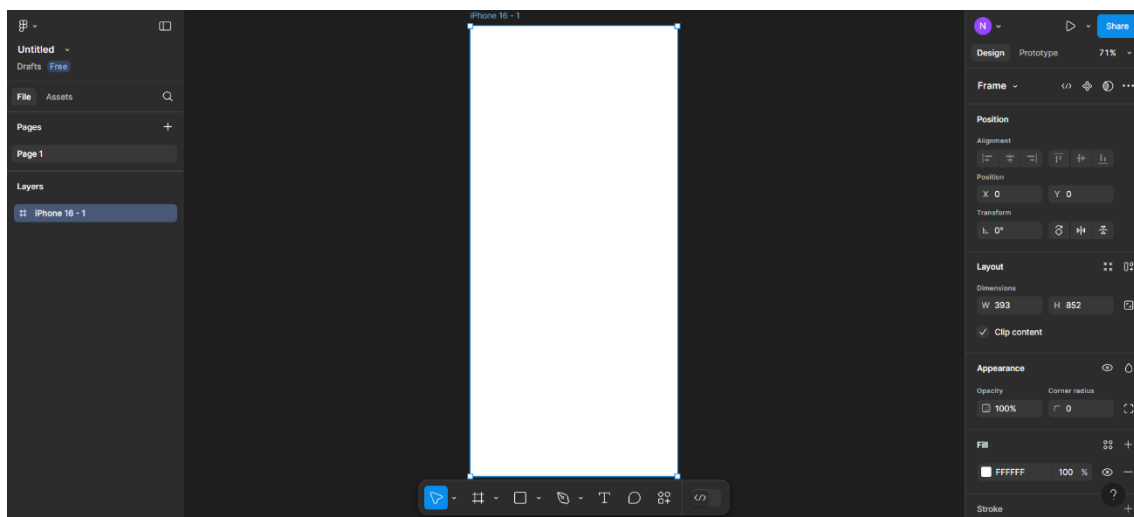 iPhone 16 - 1
Untitled
Drafts Free
File Assets
Pages
Page 1
Layers
iPhone 16 - 1
N
Share
Design Prototype 71%
Frame
Position
Alignment
Position
X 0 Y 0
Transform
0°
Layout
Dimensions
W 393 H 852
Clip content
Appearance
Opacity Corner radius
100% 0
Fill
FFFFFF 100 %
?
Stroke